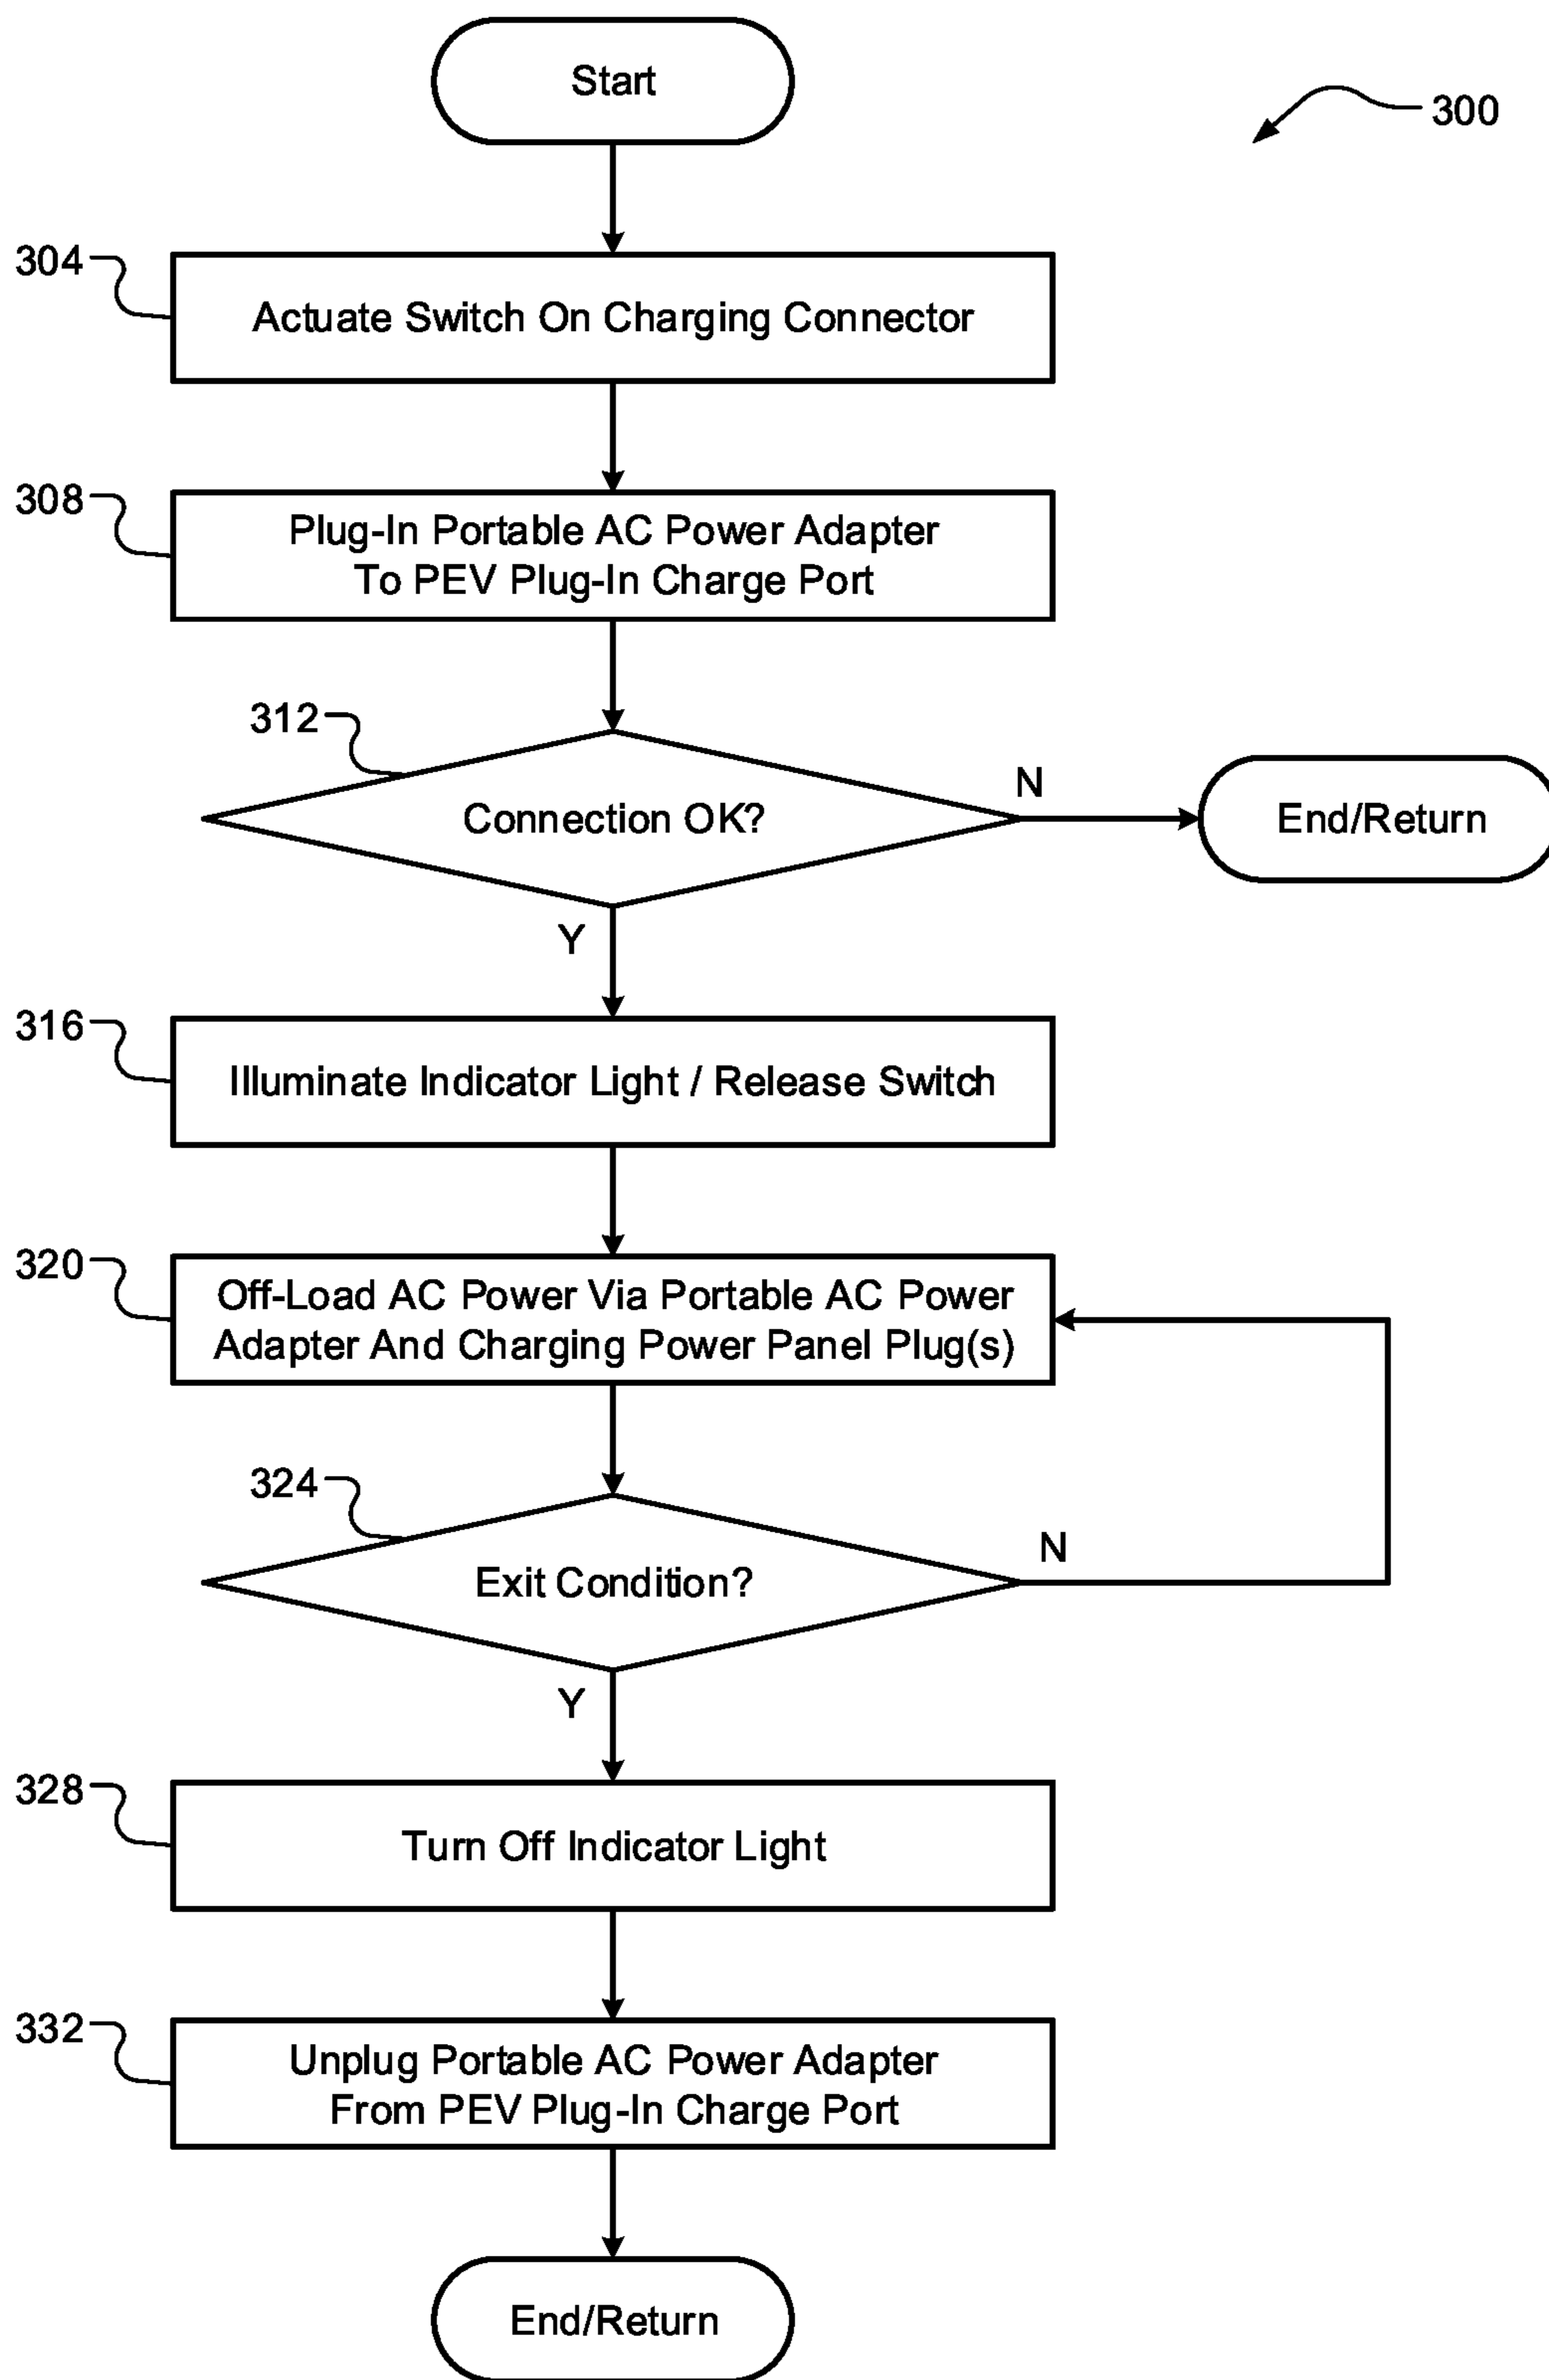 Start
300
304
Actuate Switch On Charging Connector
308
Plug-In Portable AC Power Adapter
To PEV Plug-In Charge Port
312
Connection OK?
N
End/Return
Y
316
Illuminate Indicator Light / Release Switch
320
Off-Load AC Power Via Portable AC Power
Adapter And Charging Power Panel Plug(s)
324
Exit Condition?
N
Y
328
Turn Off Indicator Light
332
Unplug Portable AC Power Adapter
From PEV Plug-In Charge Port
End/Return